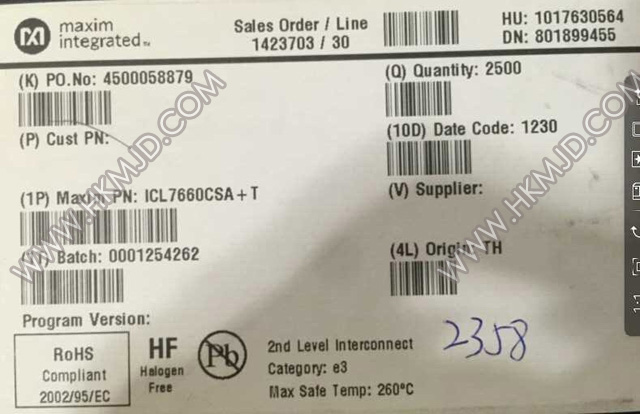 maxim integrated™
Sales Order / Line
1423703 / 30
HU: 1017630564
DN: 801899455
(K) PO.No: 4500058879
(Q) Quantity: 2500
(P) Cust PN:
(10D) Date Code: 1230
(1P) Maxim PN: ICL7660CSA+T
(V) Supplier:
Batch: 0001254262
(4L) Origin: TH
Program Version:
RoHS
Compliant
2002/95/EC
HF
Halogen
Free
Pb
2nd Level Interconnect
Category: e3
Max Safe Temp: 260°C
2358
WWW.HKMJD.COM
WWW.HKMJD.COM
1:1